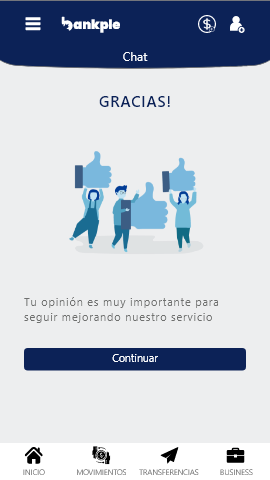 bankple
Chat
GRACIAS!
Tu opinión es muy importante para
seguir mejorando nuestro servicio
Continuar
INICIO
MOVIMIENTOS
TRANSFERENCIAS
BUSINESS